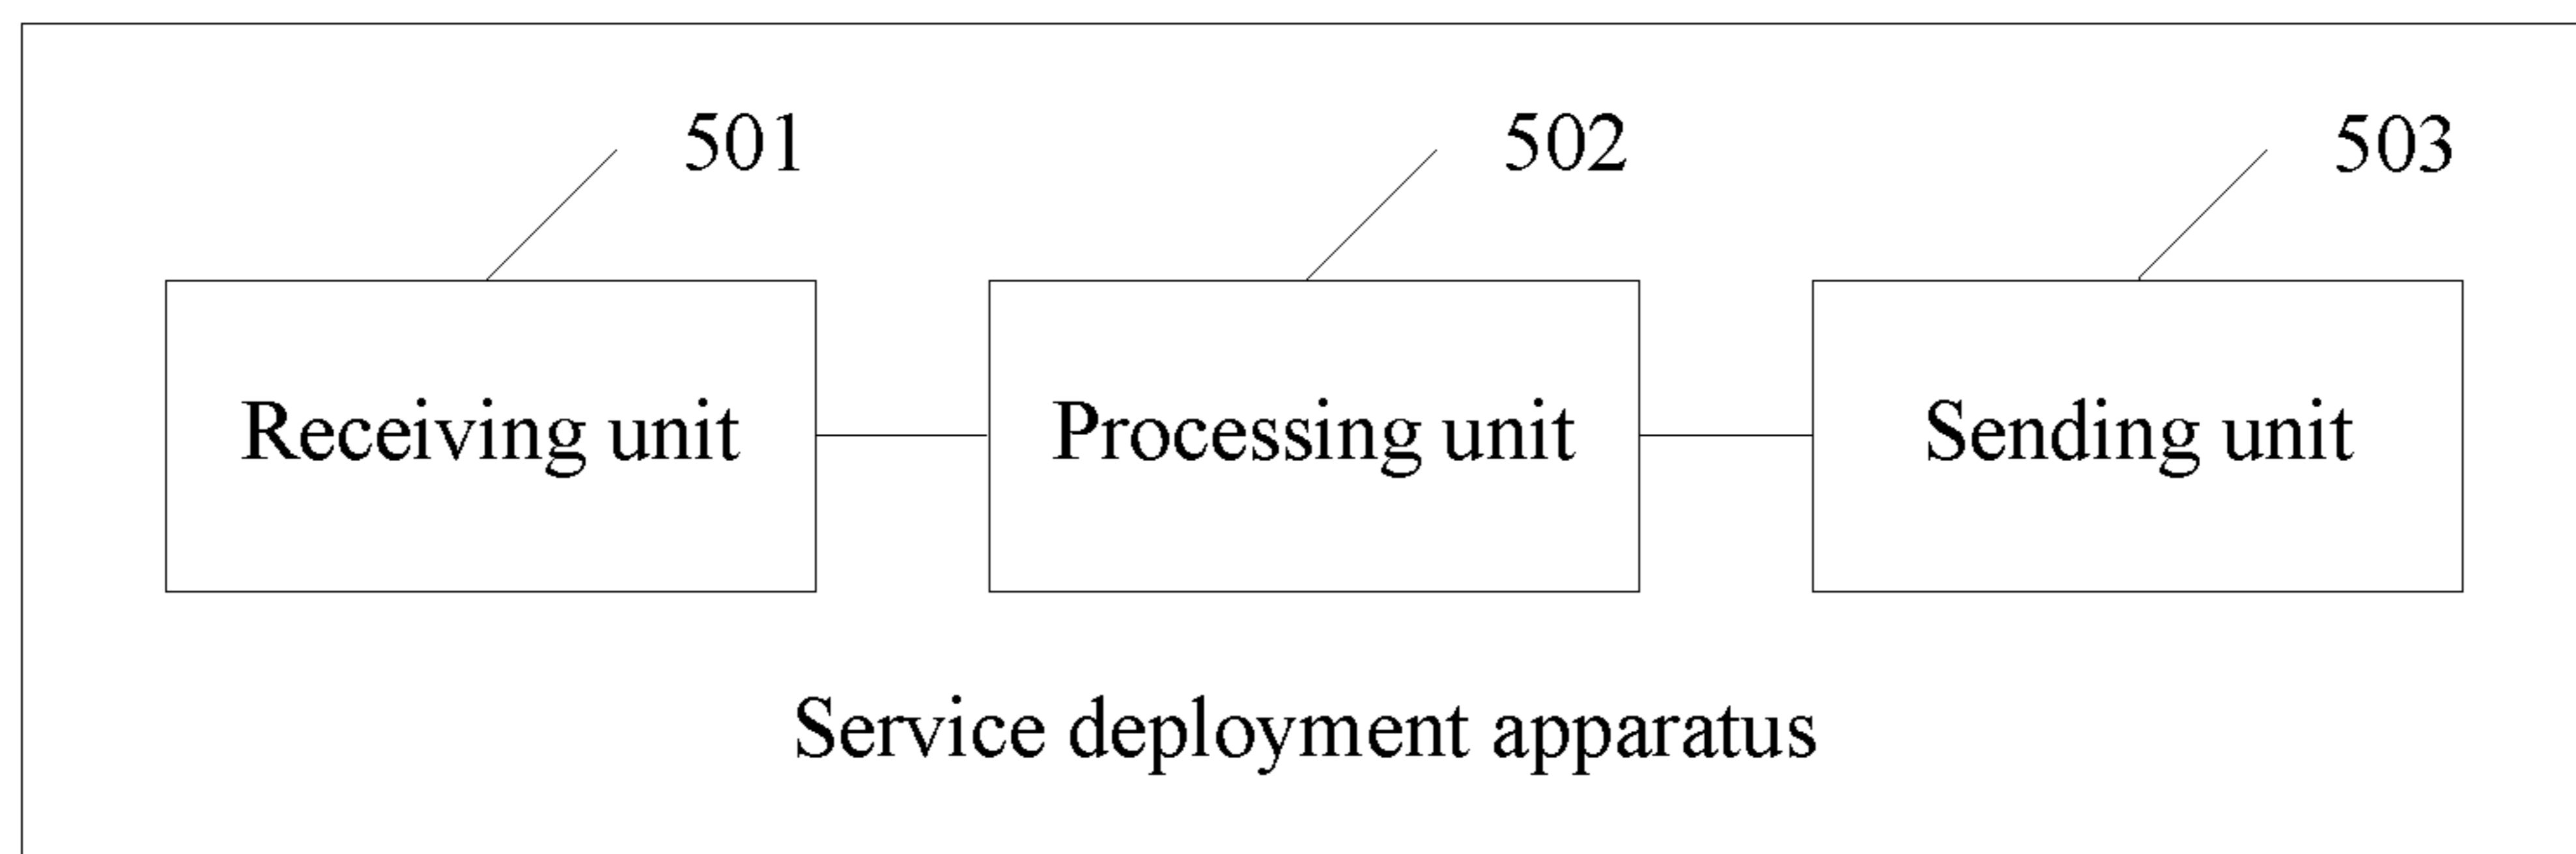 501 502 503
Receiving unit Processing unit Sending unit
Service deployment apparatus